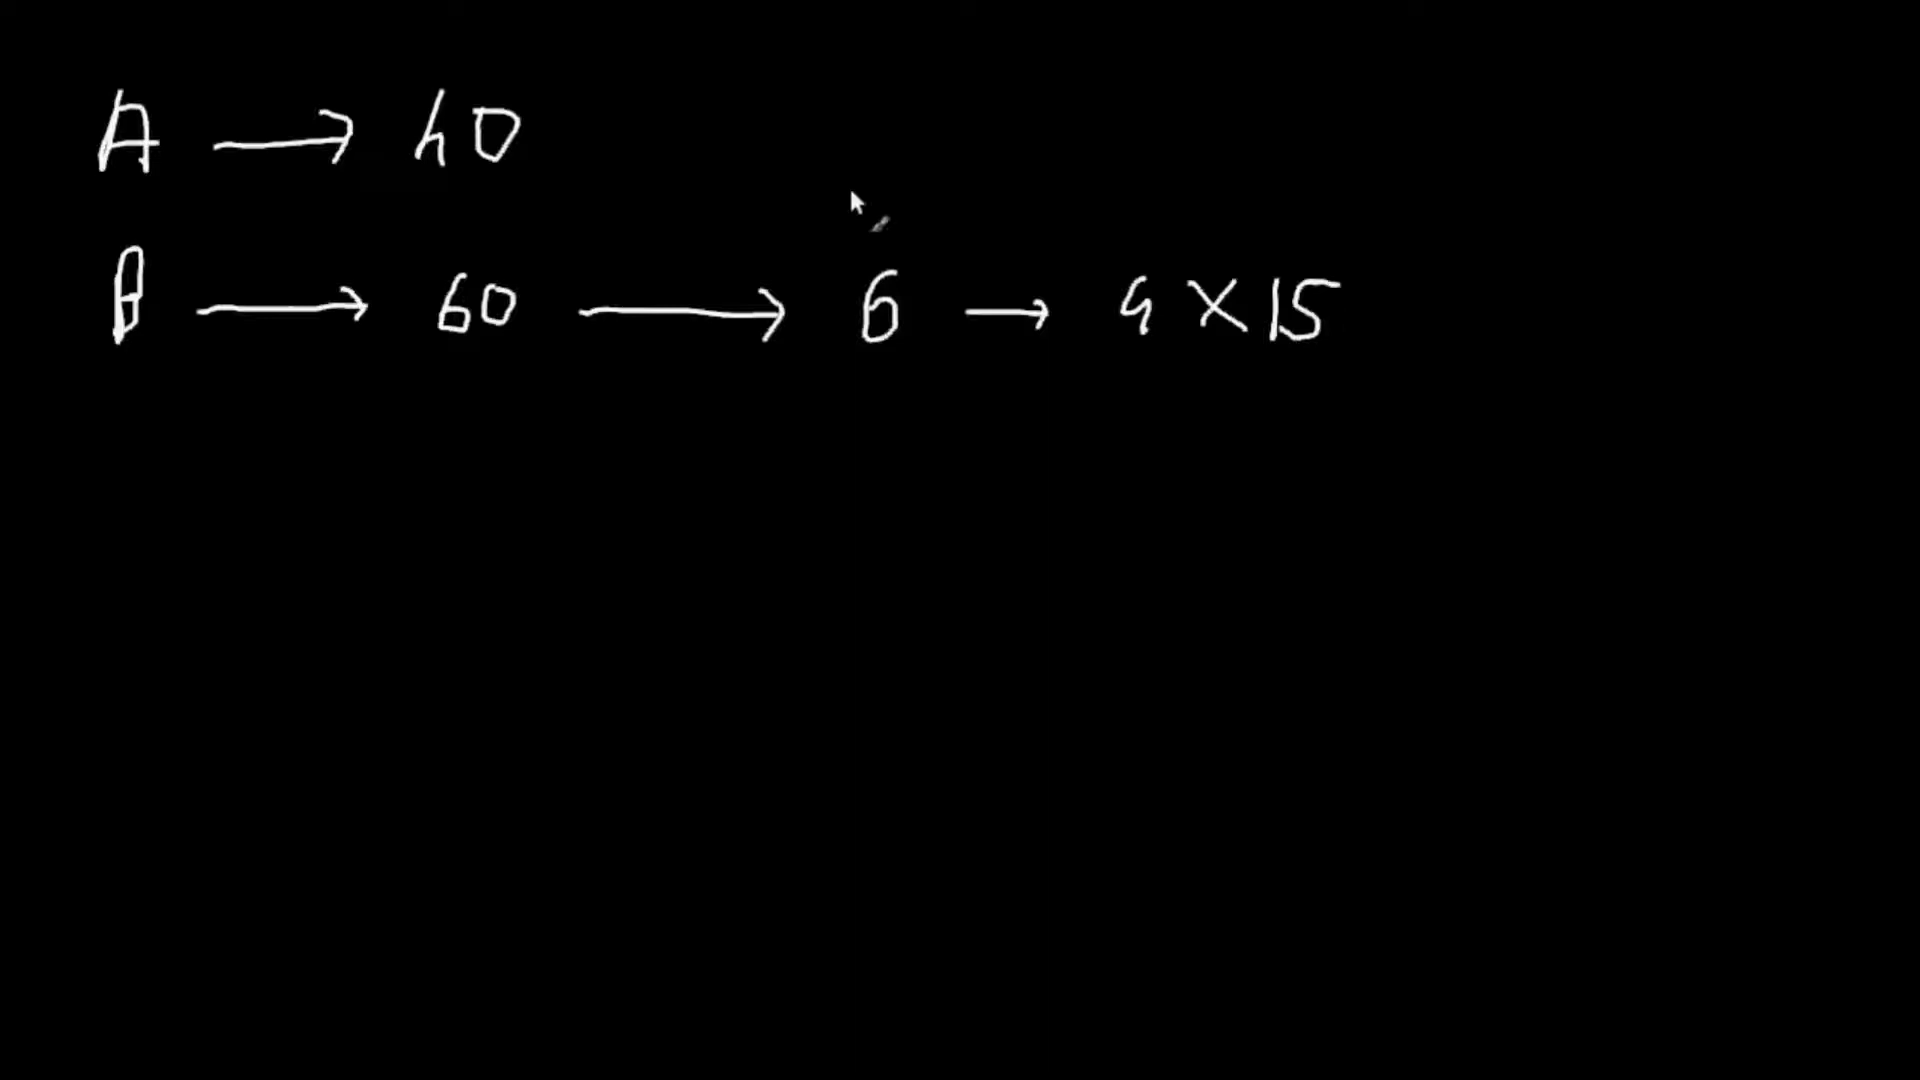 A → 40
B → 60 → 6 → 4 × 15